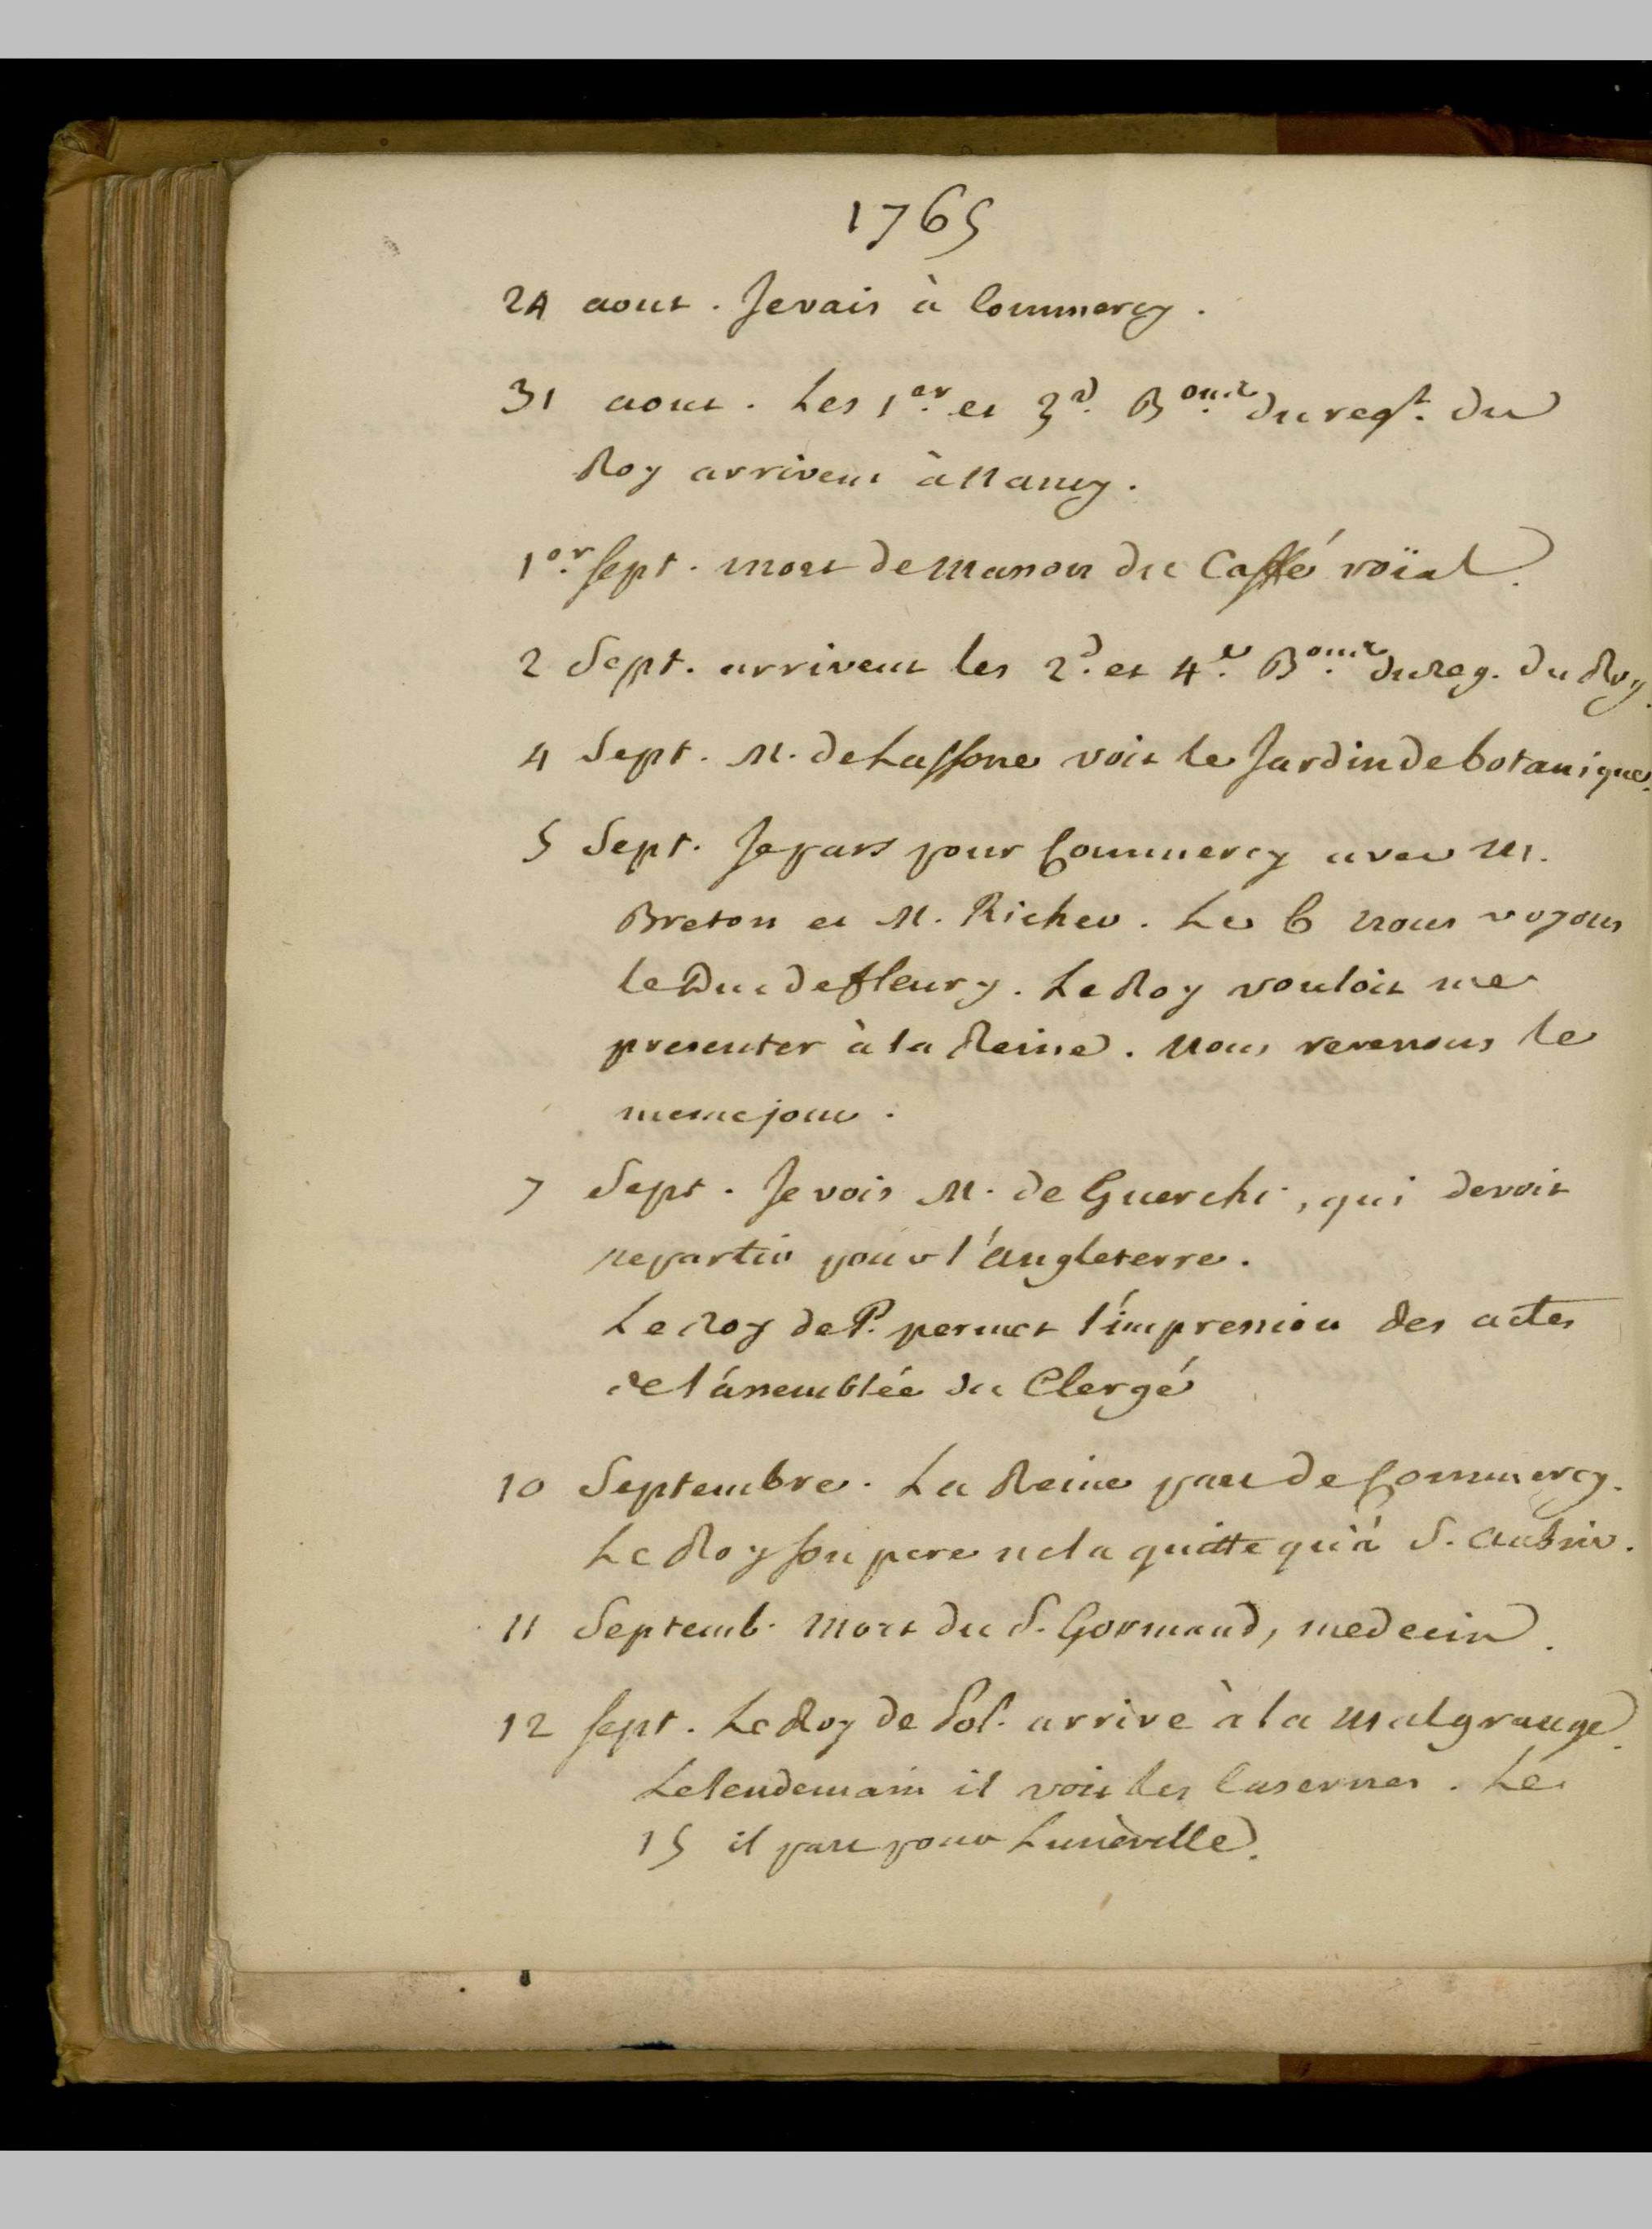 1765
24 aout. Je vais à Commercy.
31 aout. Les 1er. et 3d. Bons du regt. du
Roy arrivent à Nancy.
1er. sept. mort de Manon du Caffé roïal.
2 Sept. arrivent les 2d. et 4e. Bons du Reg. du Roy.
4 Sept. M. de Lassone voit le Jardin de botanique.
5 Sept. Je pars pour Commercy avec M.
Breton et M. Richer. Le 6 nous voyons
le Duc de fleury. Le Roy vouloit me
presenter à la Reine. Nous revenons le
meme jour.
7 Sept. Je vois M. de Guerchi, qui devoit
repartir pour l'angleterre.
Le roy de P. permet l'impression des actes
de l'assemblée du Clergé
10 Septembre. La Reine part de Commercy.
Le Roy son pere ne la quitte qu'à S. Aubin.
11 Septemb. Mort du S. Gormand, medecin.
12 sept. Le Roy de Pol. arrive à la Malgrange.
Le lendemain il voit les Casernes. Le
15 il part pour Lunèville.